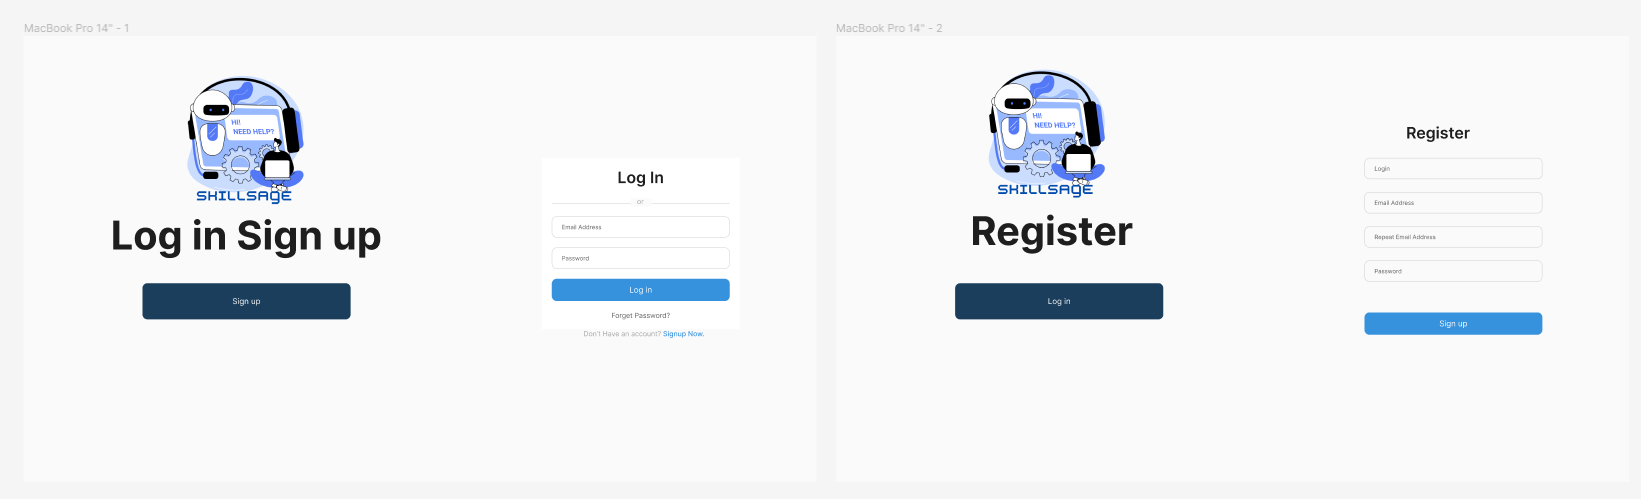 MacBook Pro 14" - 1
HI!
NEED HELP?
SKILLSAGE
Log in Sign up
Sign up
Log In
or
Email Address
Password
Log in
Forget Password?
Don't Have an account? Signup Now.
MacBook Pro 14" - 2
HI!
NEED HELP?
SKILLSAGE
Register
Log in
Register
Login
Email Address
Repeat Email Address
Password
Sign up